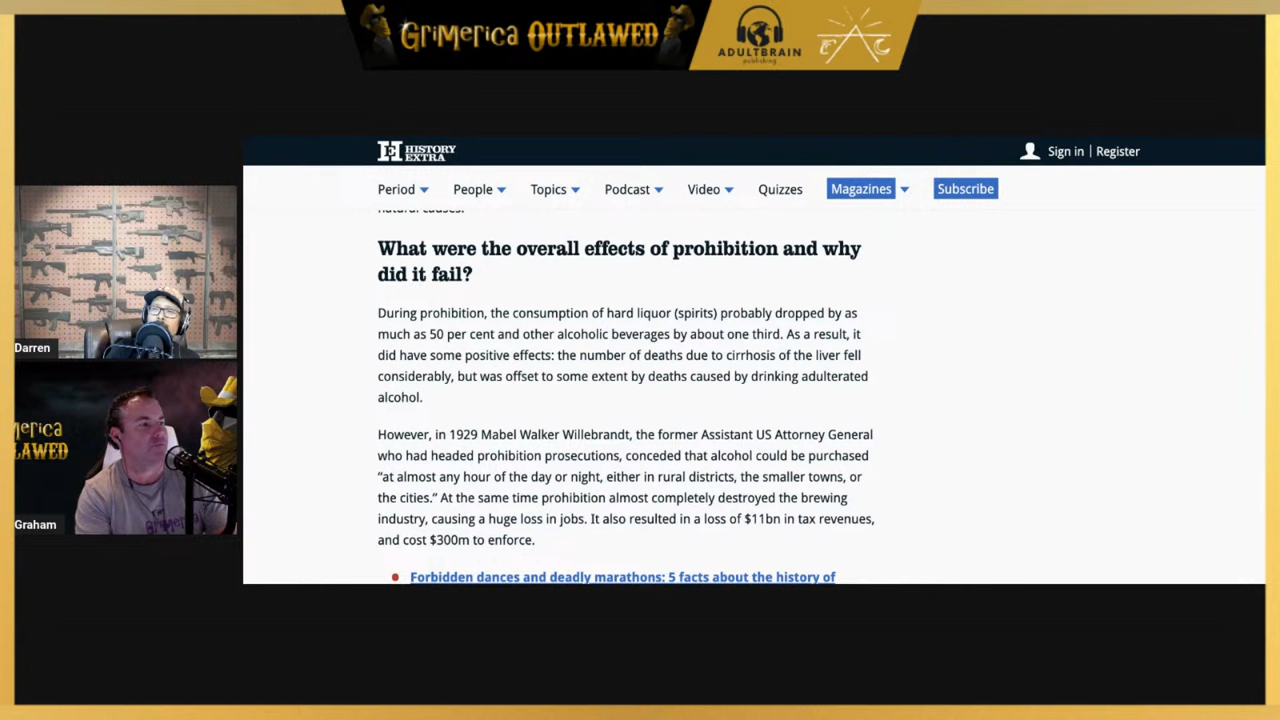 Grimerica OUTLAWED
ADULTBRAIN
publishing
HISTORY
EXTRA
Sign in | Register
Period
People
Topics
Podcast
Video
Quizzes
Magazines
Subscribe
natural causes.
What were the overall effects of prohibition and why
did it fail?
During prohibition, the consumption of hard liquor (spirits) probably dropped by as
much as 50 per cent and other alcoholic beverages by about one third. As a result, it
did have some positive effects: the number of deaths due to cirrhosis of the liver fell
considerably, but was offset to some extent by deaths caused by drinking adulterated
alcohol.
However, in 1929 Mabel Walker Willebrandt, the former Assistant US Attorney General
who had headed prohibition prosecutions, conceded that alcohol could be purchased
“at almost any hour of the day or night, either in rural districts, the smaller towns, or
the cities.” At the same time prohibition almost completely destroyed the brewing
industry, causing a huge loss in jobs. It also resulted in a loss of $11bn in tax revenues,
and cost $300m to enforce.
Forbidden dances and deadly marathons: 5 facts about the history of
Darren
merica
LAWED
Graham